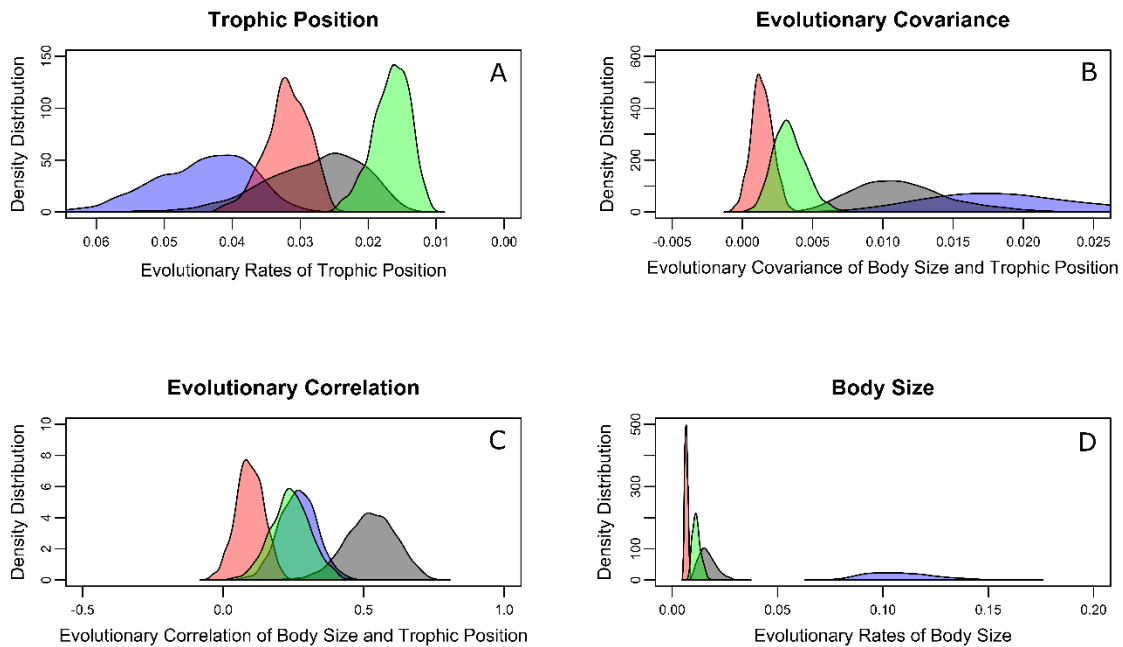 Trophic Position
A
Density Distribution
0 50 100 150
0.06 0.05 0.04 0.03 0.02 0.01 0.00
Evolutionary Rates of Trophic Position
Evolutionary Covariance
B
Density Distribution
0 200 400 600
-0.005 0.000 0.005 0.010 0.015 0.020 0.025
Evolutionary Covariance of Body Size and Trophic Position
Evolutionary Correlation
C
Density Distribution
0 2 4 6 8 10
-0.5 0.0 0.5 1.0
Evolutionary Correlation of Body Size and Trophic Position
Body Size
D
Density Distribution
0 100 300 500
0.00 0.05 0.10 0.15 0.20
Evolutionary Rates of Body Size